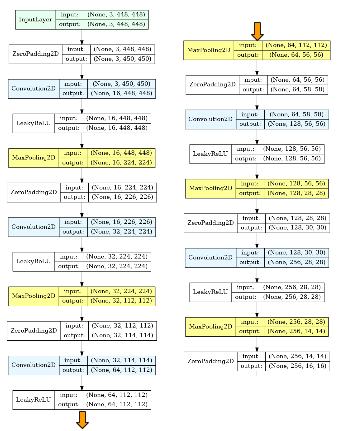 InputLayer
input: (None, 3, 448, 448)
output: (None, 3, 448, 448)
ZeroPadding2D
input: (None, 3, 448, 448)
output: (None, 3, 450, 450)
Convolution2D
input: (None, 3, 450, 450)
output: (None, 16, 448, 448)
LeakyReLU
input: (None, 16, 448, 448)
output: (None, 16, 448, 448)
MaxPooling2D
input: (None, 16, 448, 448)
output: (None, 16, 224, 224)
ZeroPadding2D
input: (None, 16, 224, 224)
output: (None, 16, 226, 226)
Convolution2D
input: (None, 16, 226, 226)
output: (None, 32, 224, 224)
LeakyReLU
input: (None, 32, 224, 224)
output: (None, 32, 224, 224)
MaxPooling2D
input: (None, 32, 224, 224)
output: (None, 32, 112, 112)
ZeroPadding2D
input: (None, 32, 112, 112)
output: (None, 32, 114, 114)
Convolution2D
input: (None, 32, 114, 114)
output: (None, 64, 112, 112)
LeakyReLU
input: (None, 64, 112, 112)
output: (None, 64, 112, 112)
MaxPooling2D
input: (None, 64, 112, 112)
output: (None, 64, 56, 56)
ZeroPadding2D
input: (None, 64, 56, 56)
output: (None, 64, 58, 58)
Convolution2D
input: (None, 64, 58, 58)
output: (None, 128, 56, 56)
LeakyReLU
input: (None, 128, 56, 56)
output: (None, 128, 56, 56)
MaxPooling2D
input: (None, 128, 56, 56)
output: (None, 128, 28, 28)
ZeroPadding2D
input: (None, 128, 28, 28)
output: (None, 128, 30, 30)
Convolution2D
input: (None, 128, 30, 30)
output: (None, 256, 28, 28)
LeakyReLU
input: (None, 256, 28, 28)
output: (None, 256, 28, 28)
MaxPooling2D
input: (None, 256, 28, 28)
output: (None, 256, 14, 14)
ZeroPadding2D
input: (None, 256, 14, 14)
output: (None, 256, 16, 16)